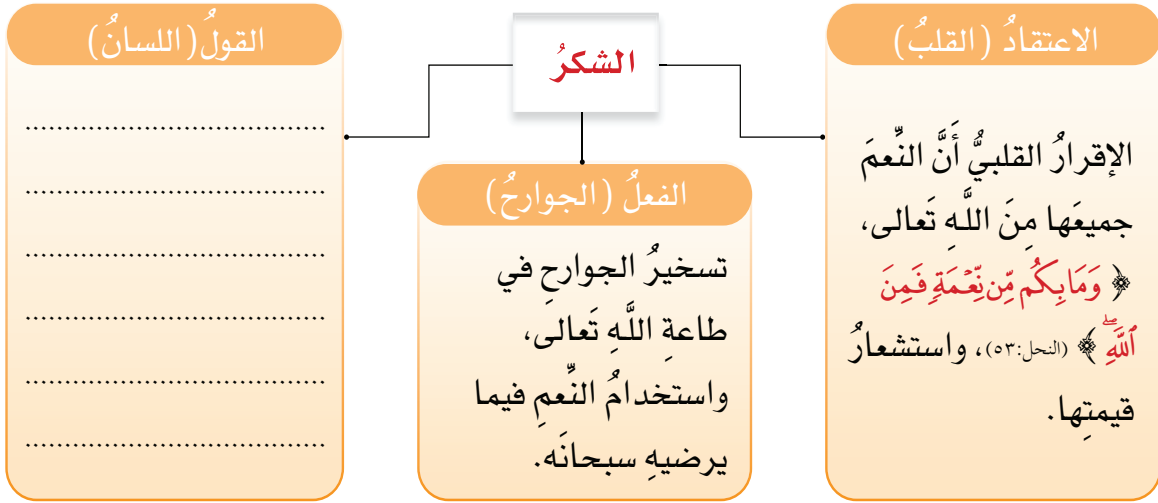 الشكرُ
الاعتقادُ (القلبُ)
الإقرارُ القلبيُّ أَنَّ النِّعمَ
جميعَها مِنَ اللَّهِ تَعالى،
﴿ وَمَا بِكُم مِّن نِّعْمَةٍ فَمِنَ
ٱللَّهِۖ ﴾ (النحل:٥٣)، واستشعارُ
قيمتِها.
الفعلُ (الجوارحُ)
تسخيرُ الجوارحِ في
طاعةِ اللَّهِ تَعالى،
واستخدامُ النِّعمِ فيما
يرضيهِ سبحانَه.
القولُ (اللسانُ)
..................................
..................................
..................................
..................................
..................................
..................................